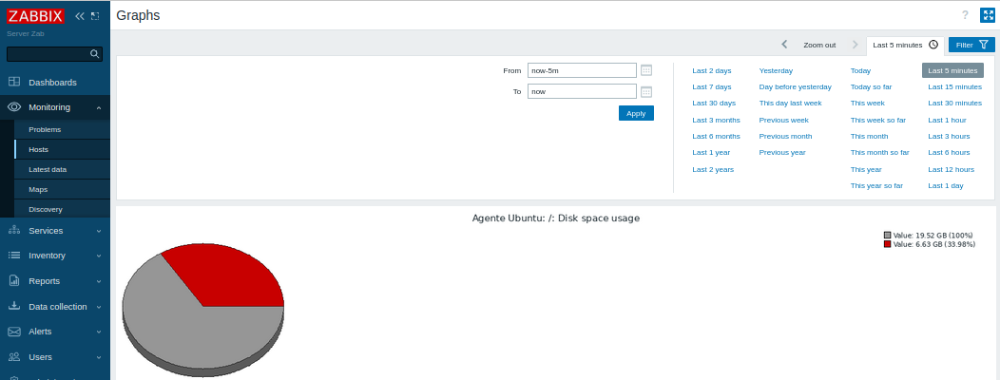 ZABBIX
Server Zab
Dashboards
Monitoring
Problems
Hosts
Latest data
Maps
Discovery
Services
Inventory
Reports
Data collection
Alerts
Users
Graphs
?
Zoom out
Last 5 minutes
Filter
From now-5m
To now
Apply
Last 2 days Yesterday Today Last 5 minutes
Last 7 days Day before yesterday Today so far Last 15 minutes
Last 30 days This day last week This week Last 30 minutes
Last 3 months Previous week This week so far Last 1 hour
Last 6 months Previous month This month Last 3 hours
Last 1 year Previous year This month so far Last 6 hours
Last 2 years This year Last 12 hours
This year so far Last 1 day
Agente Ubuntu: /: Disk space usage
Value: 19.52 GB (100%)
Value: 6.63 GB (33.98%)